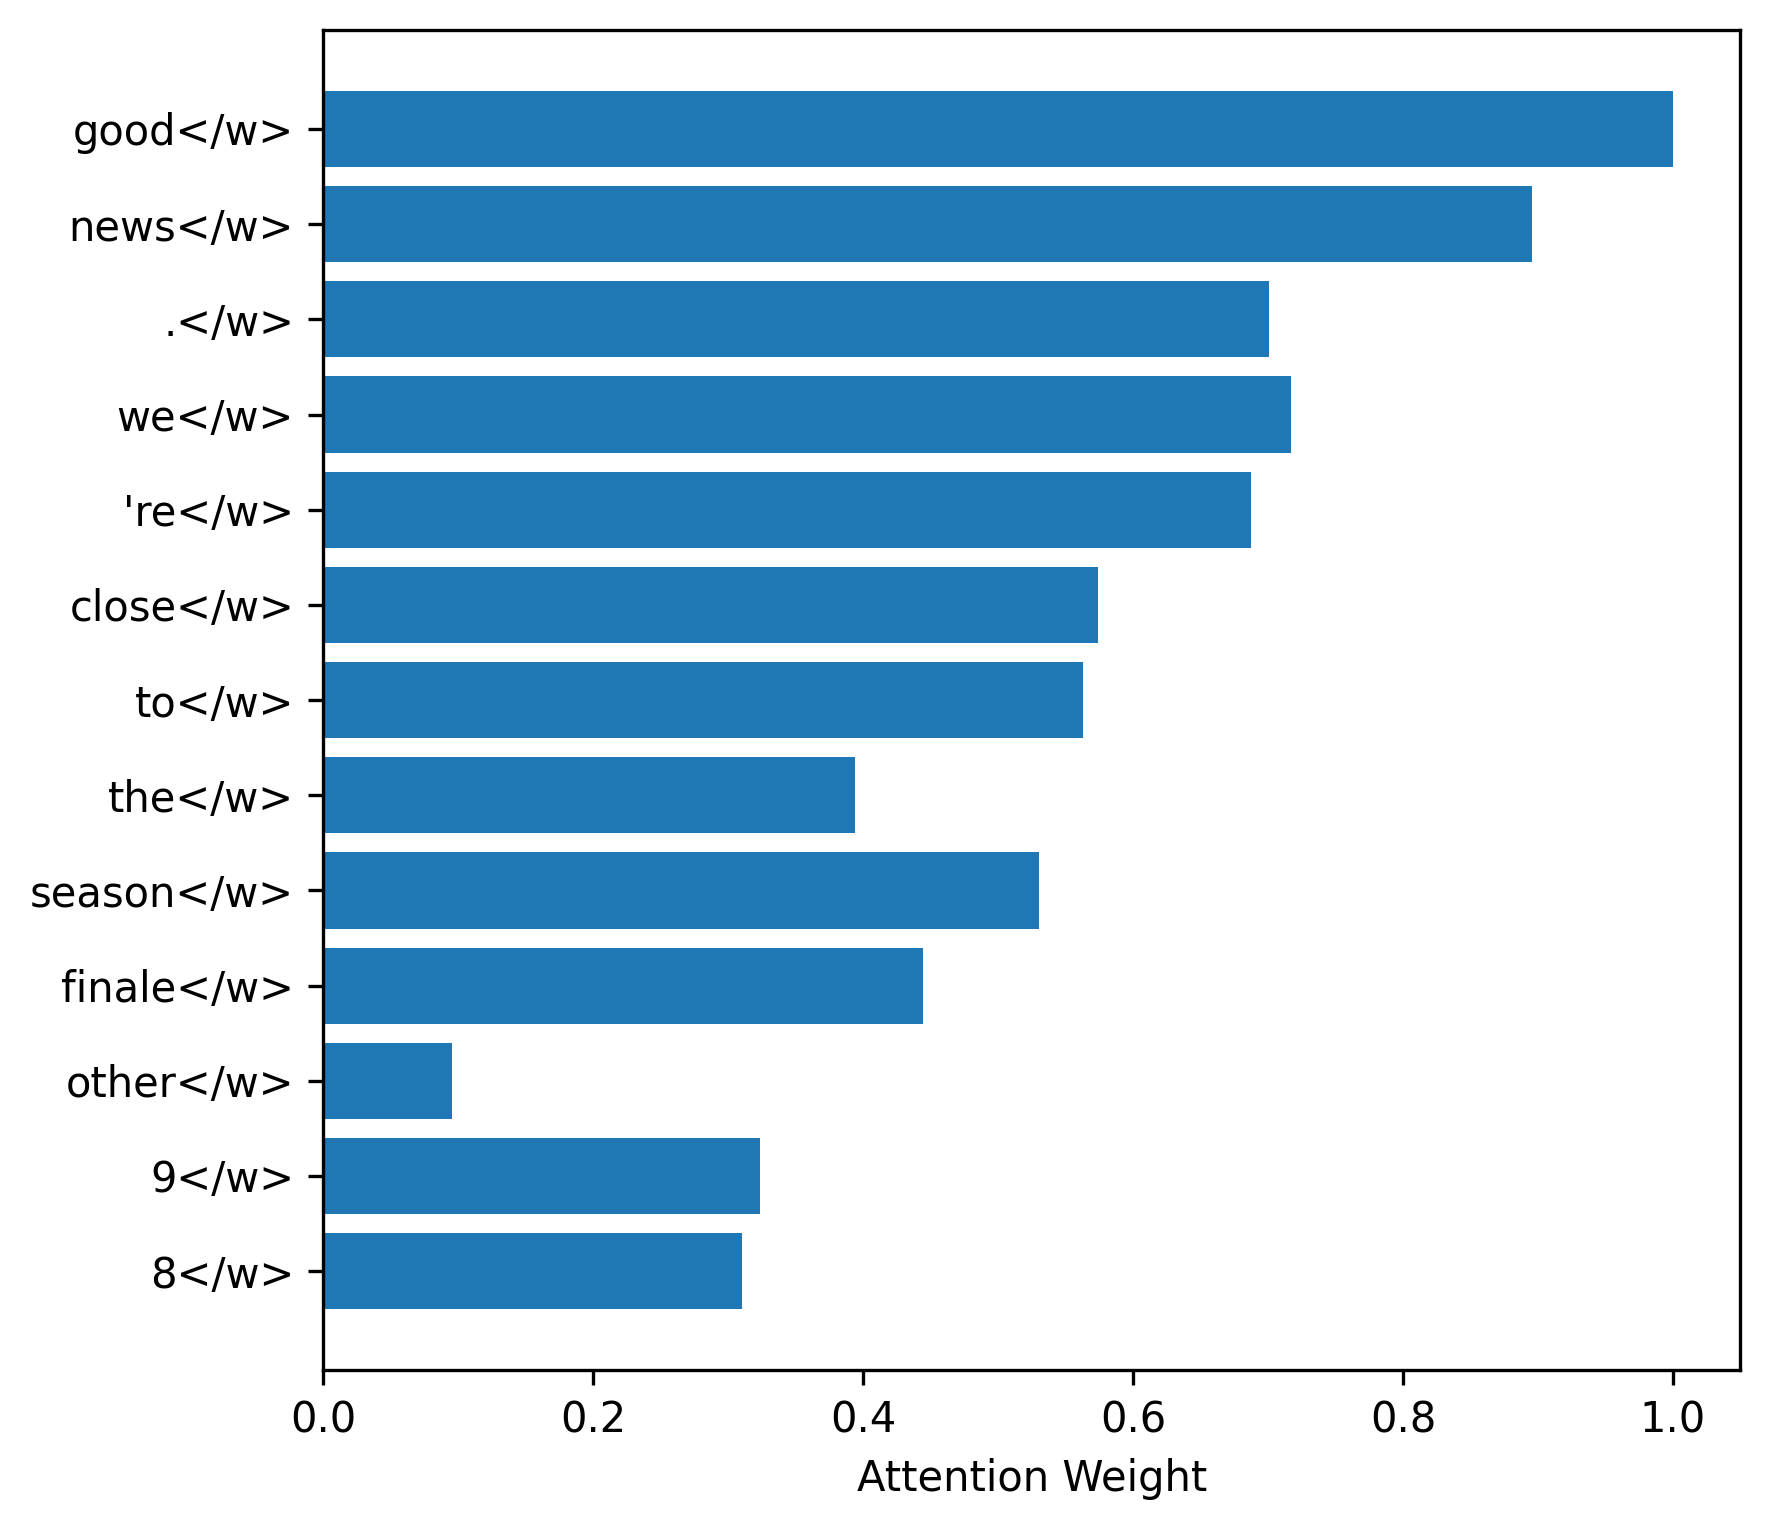 good</w>
news</w>
.</w>
we</w>
're</w>
close</w>
to</w>
the</w>
season</w>
finale</w>
other</w>
9</w>
8</w>
0.0 0.2 0.4 0.6 0.8 1.0
Attention Weight